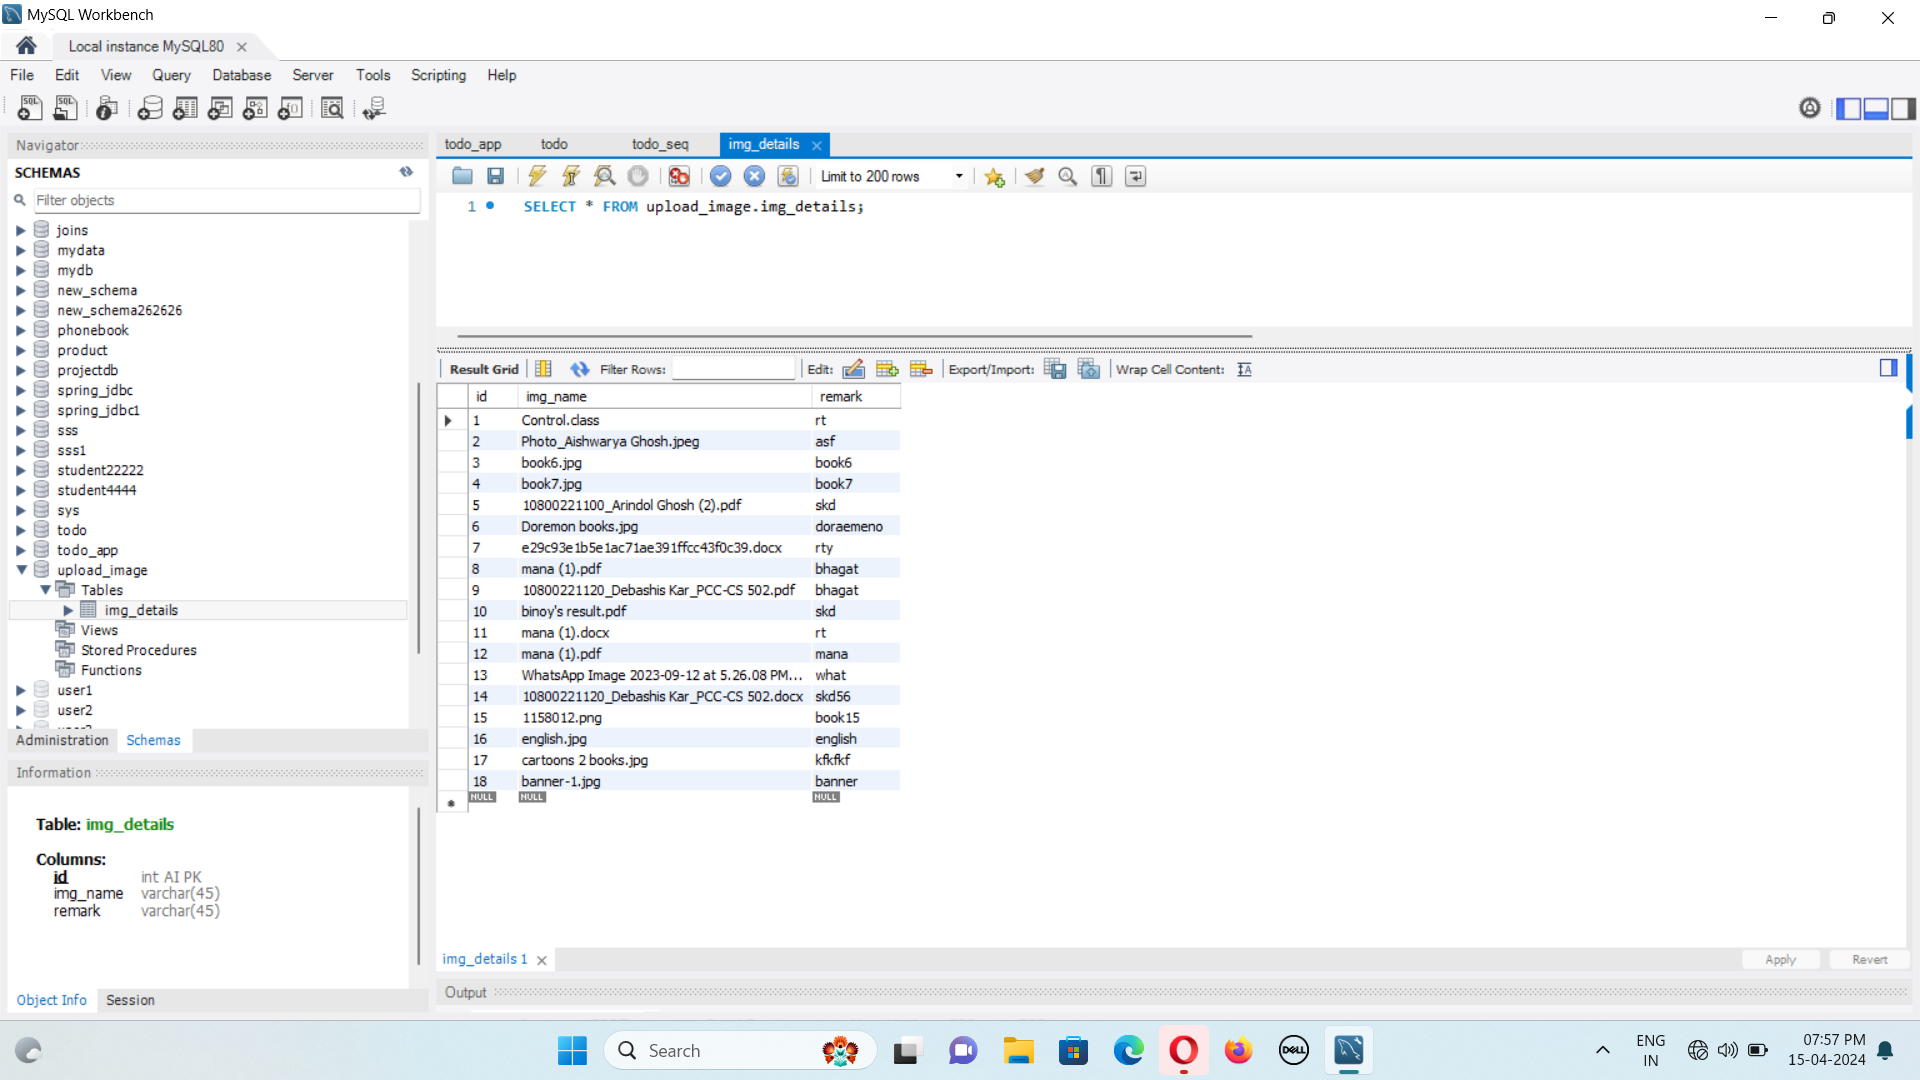 MySQL Workbench
Local instance MySQL80
File Edit View Query Database Server Tools Scripting Help
Navigator
SCHEMAS
Filter objects
joins
mydata
mydb
new_schema
new_schema262626
phonebook
product
projectdb
spring_jdbc
spring_jdbc1
sss
sss1
student22222
student4444
sys
todo
todo_app
upload_image
Tables
img_details
Views
Stored Procedures
Functions
user1
user2
Administration Schemas
Information
Table: img_details
Columns:
id int AI PK
img_name varchar(45)
remark varchar(45)
Object Info Session
todo_app todo todo_seq img_details
Limit to 200 rows
1 SELECT * FROM upload_image.img_details;
Result Grid Filter Rows: Edit: Export/Import: Wrap Cell Content:
id img_name remark
1 Control.class rt
2 Photo_Aishwarya Ghosh.jpeg asf
3 book6.jpg book6
4 book7.jpg book7
5 10800221100_Arindol Ghosh (2).pdf skd
6 Doremon books.jpg doraemeno
7 e29c93e1b5e1ac71ae391ffcc43f0c39.docx rty
8 mana (1).pdf bhagat
9 10800221120_Debashis Kar_PCC-CS 502.pdf bhagat
10 binoy's result.pdf skd
11 mana (1).docx rt
12 mana (1).pdf mana
13 WhatsApp Image 2023-09-12 at 5.26.08 PM... what
14 10800221120_Debashis Kar_PCC-CS 502.docx skd56
15 1158012.png book15
16 english.jpg english
17 cartoons 2 books.jpg kfkfkf
18 banner-1.jpg banner
NULL NULL NULL
img_details 1
Apply Revert
Output
Search
DELL
ENG
IN
07:57 PM
15-04-2024